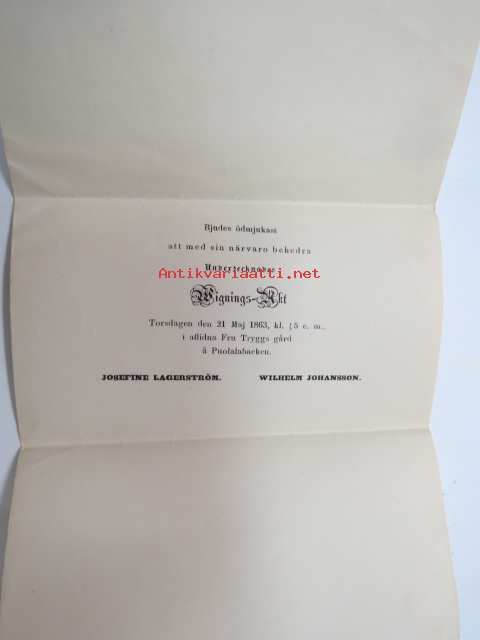 Bjudes ödmjukast
att med sin närvaro behedra
Undertecknades
Antikvariaatti.net
Wignings-Akt
Torsdagen den 21 Maj 1863, kl. ½5 e. m.,
i aflidna Fru Tryggs gård
å Puolalabacken.
JOSEFINE LAGERSTRÖM. WILHELM JOHANSSON.